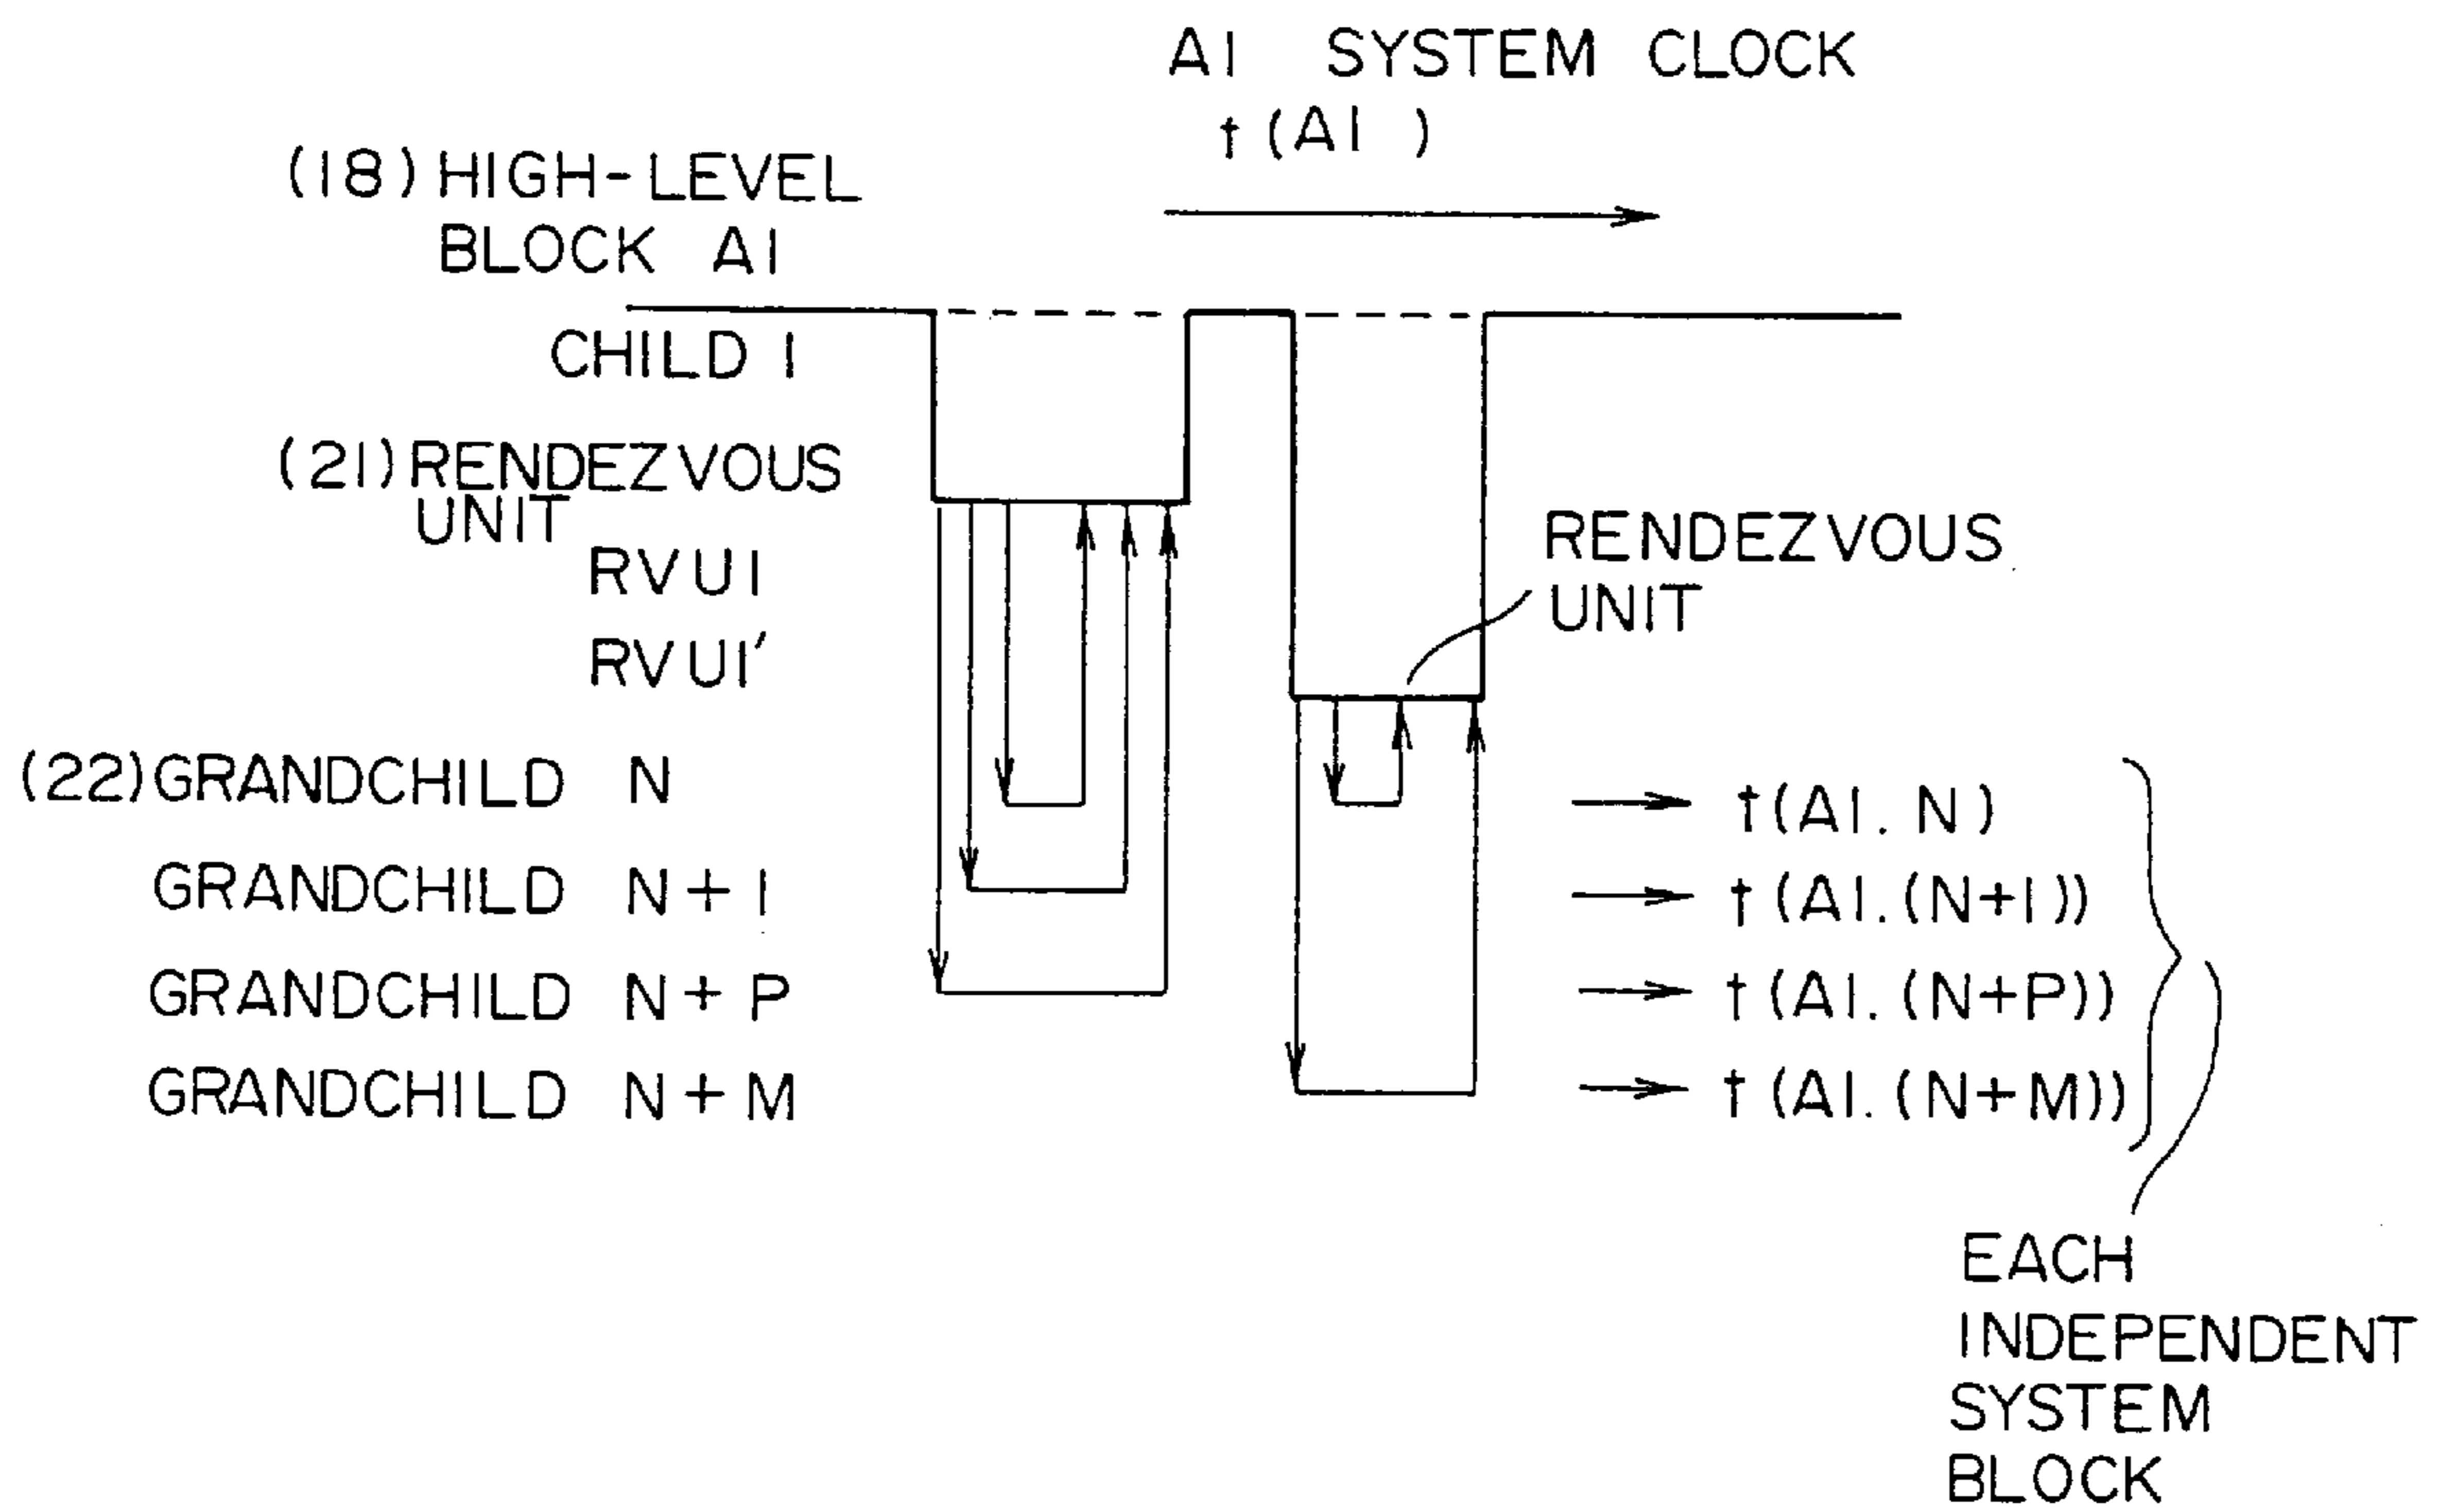 A1 SYSTEM CLOCK
t (A1 )
(18) HIGH-LEVEL
BLOCK A1
CHILD 1
(21) RENDEZVOUS
UNIT
RVU1
RVU1'
RENDEZVOUS
UNIT
(22) GRANDCHILD N
GRANDCHILD N+1
GRANDCHILD N+P
GRANDCHILD N+M
t (A1. N)
t (A1. (N+1))
t (A1. (N+P))
t (A1. (N+M))
EACH
INDEPENDENT
SYSTEM
BLOCK